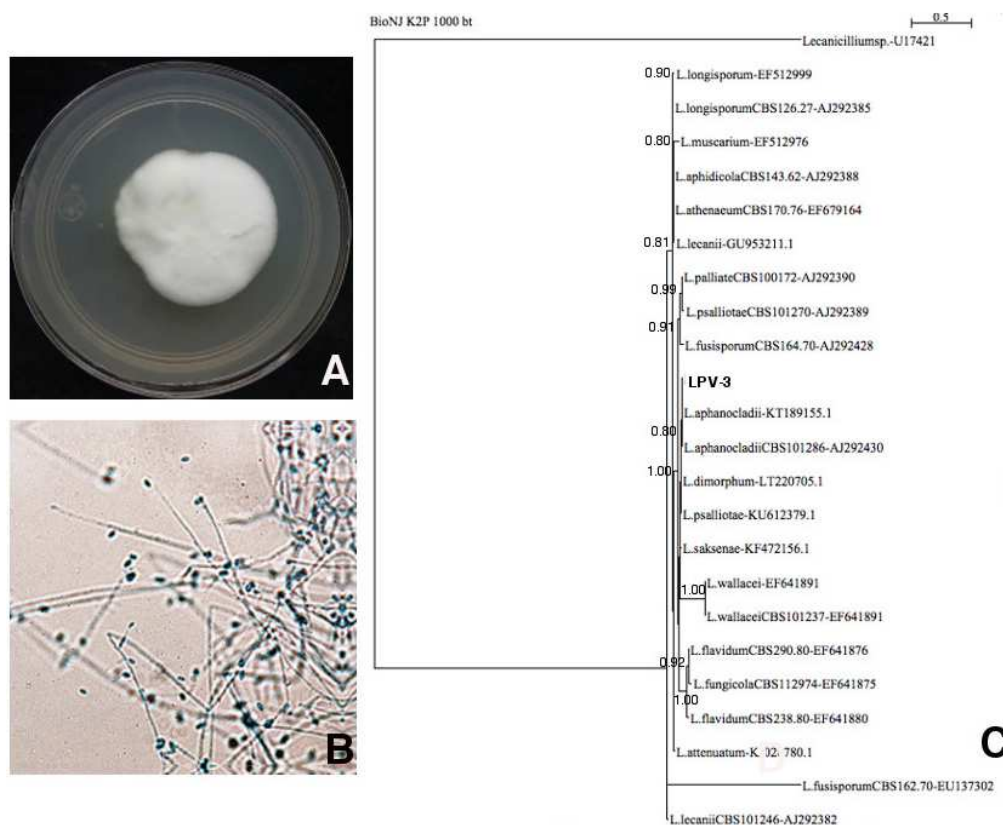 BioNJ K2P 1000 bt
0.5
Lecanicilliumsp.-U17421
0.90
L.longisporum-EF512999
L.longisporumCBS126.27-AJ292385
0.80
L.muscarium-EF512976
L.aphidicolaCBS143.62-AJ292388
L.athenaeumCBS170.76-EF679164
0.81
L.lecanii-GU953211.1
L.palliateCBS100172-AJ292390
0.99
L.psalliotaeCBS101270-AJ292389
0.91
L.fusisporumCBS164.70-AJ292428
A
LPV-3
L.aphanocladii-KT189155.1
0.80
L.aphanocladiiCBS101286-AJ292430
1.00
L.dimorphum-LT220705.1
L.psalliotae-KU612379.1
L.saksenae-KF472156.1
L.wallacei-EF641891
1.00
L.wallaceiCBS101237-EF641891
L.flavidumCBS290.80-EF641876
0.92
L.fungicolaCBS112974-EF641875
1.00
L.flavidumCBS238.80-EF641880
B
L.attenuatum-
C
L.fusisporumCBS162.70-EU137302
L.lecaniiCBS101246-AJ292382